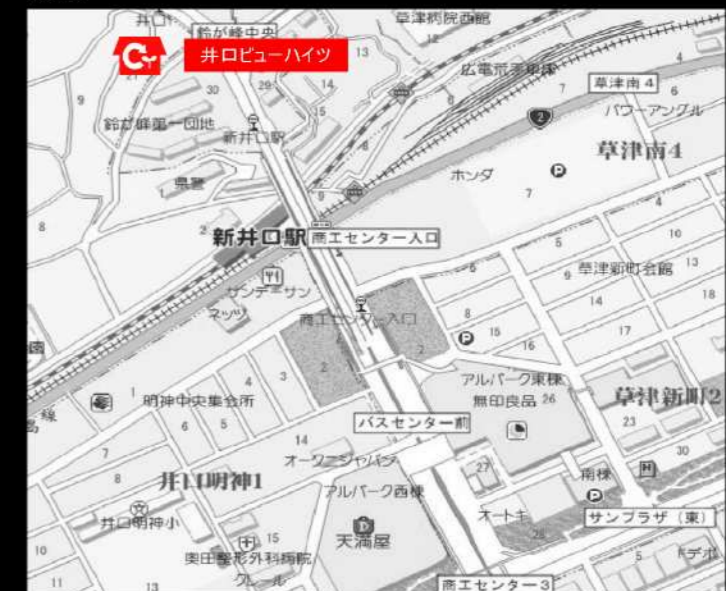 井口
鈴が峰中央
草津病院西館
井口ビューハイツ
広電荒手車庫
草津南4
パワーアングル
鈴が峰第一団地
新井口駅
草津南4
県警
ホンダ
新井口駅
商工センター入口
サンデーサン
草津新町会館
ネッツ
商工センター入口
アルパーク東棟
無印良品
明神中央集会所
草津新町2
バスセンター前
井口明神1
アルパーク西棟
南棟
井口明神小
オートキ
サンプラザ(東)
天満屋
奥田整形外科病院
クレール
ドデポ
商工センター3